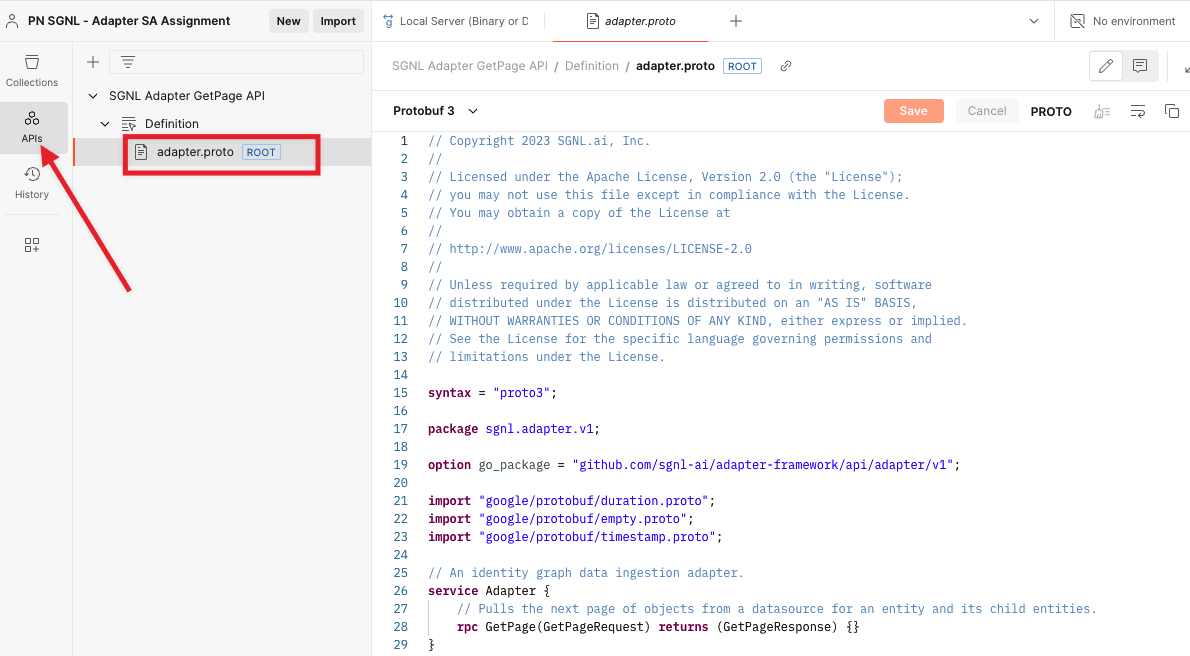 PN SGNL - Adapter SA Assignment
New
Import
Local Server (Binary or D
adapter.proto
No environment
Collections
APIs
History
SGNL Adapter GetPage API
Definition
adapter.proto ROOT
SGNL Adapter GetPage API / Definition / adapter.proto ROOT
Protobuf 3
Save
Cancel
PROTO
1 // Copyright 2023 SGNL.ai, Inc.
2 //
3 // Licensed under the Apache License, Version 2.0 (the "License");
4 // you may not use this file except in compliance with the License.
5 // You may obtain a copy of the License at
6 //
7 // http://www.apache.org/licenses/LICENSE-2.0
8 //
9 // Unless required by applicable law or agreed to in writing, software
10 // distributed under the License is distributed on an "AS IS" BASIS,
11 // WITHOUT WARRANTIES OR CONDITIONS OF ANY KIND, either express or implied.
12 // See the License for the specific language governing permissions and
13 // limitations under the License.
14
15 syntax = "proto3";
16
17 package sgnl.adapter.v1;
18
19 option go_package = "github.com/sgnl-ai/adapter-framework/api/adapter/v1";
20
21 import "google/protobuf/duration.proto";
22 import "google/protobuf/empty.proto";
23 import "google/protobuf/timestamp.proto";
24
25 // An identity graph data ingestion adapter.
26 service Adapter {
27 // Pulls the next page of objects from a datasource for an entity and its child entities.
28 rpc GetPage(GetPageRequest) returns (GetPageResponse) {}
29 }